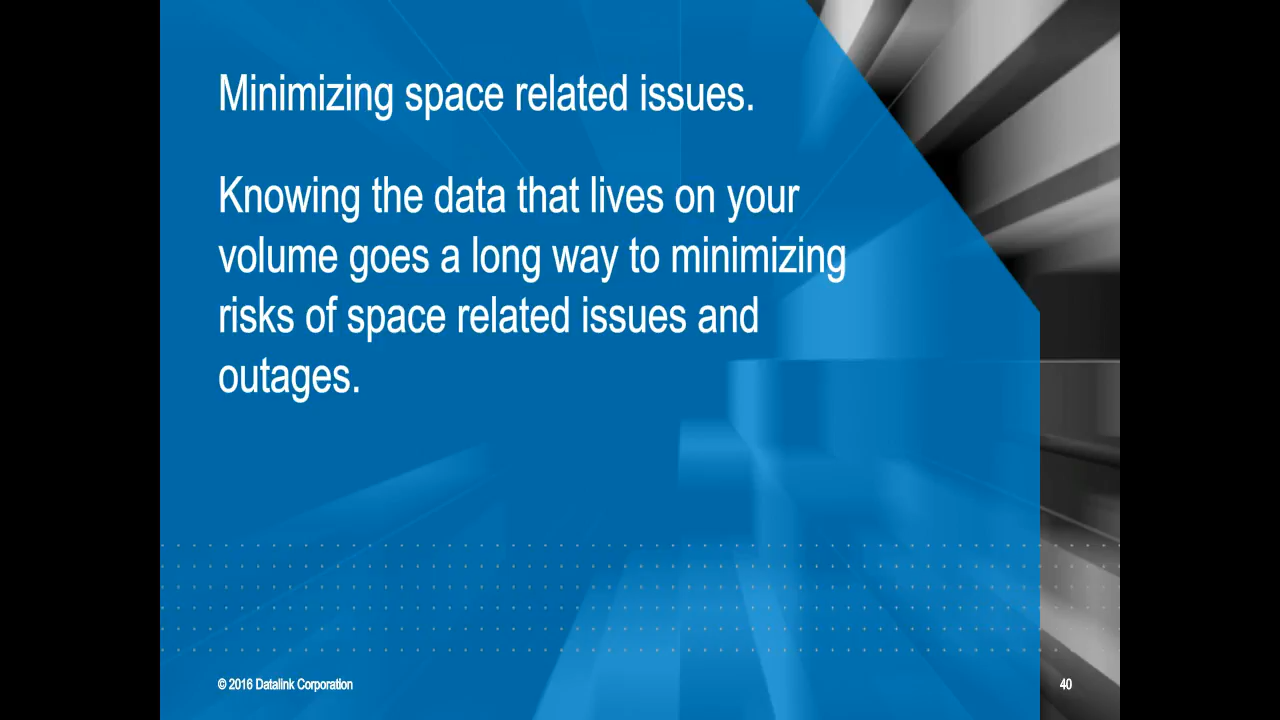 Minimizing space related issues.
Knowing the data that lives on your
volume goes a long way to minimizing
risks of space related issues and
outages.
© 2016 Datalink Corporation
40